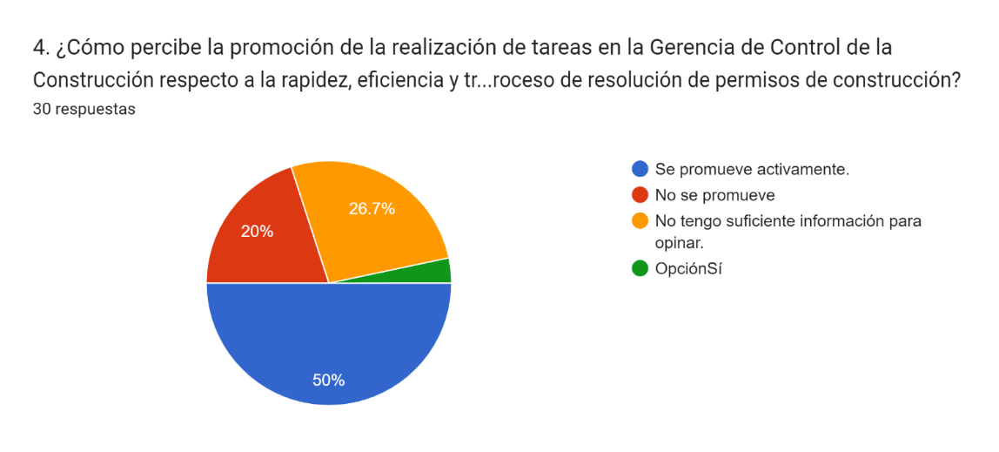 4. ¿Cómo percibe la promoción de la realización de tareas en la Gerencia de Control de la
Construcción respecto a la rapidez, eficiencia y tr...roceso de resolución de permisos de construcción?
30 respuestas
Se promueve activamente.
No se promueve
No tengo suficiente información para
opinar.
OpciónSí
26.7%
20%
50%